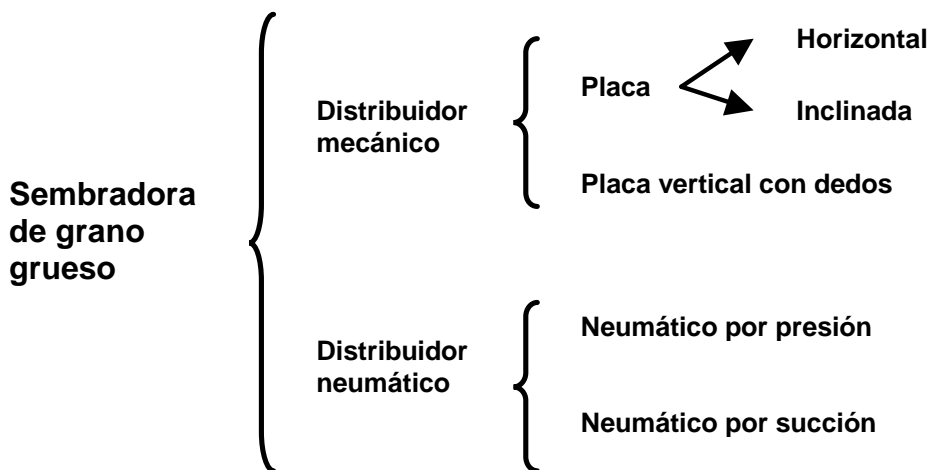 Sembradora
de grano
grueso
Distribuidor
mecánico
Placa
Horizontal
Inclinada
Placa vertical con dedos
Distribuidor
neumático
Neumático por presión
Neumático por succión